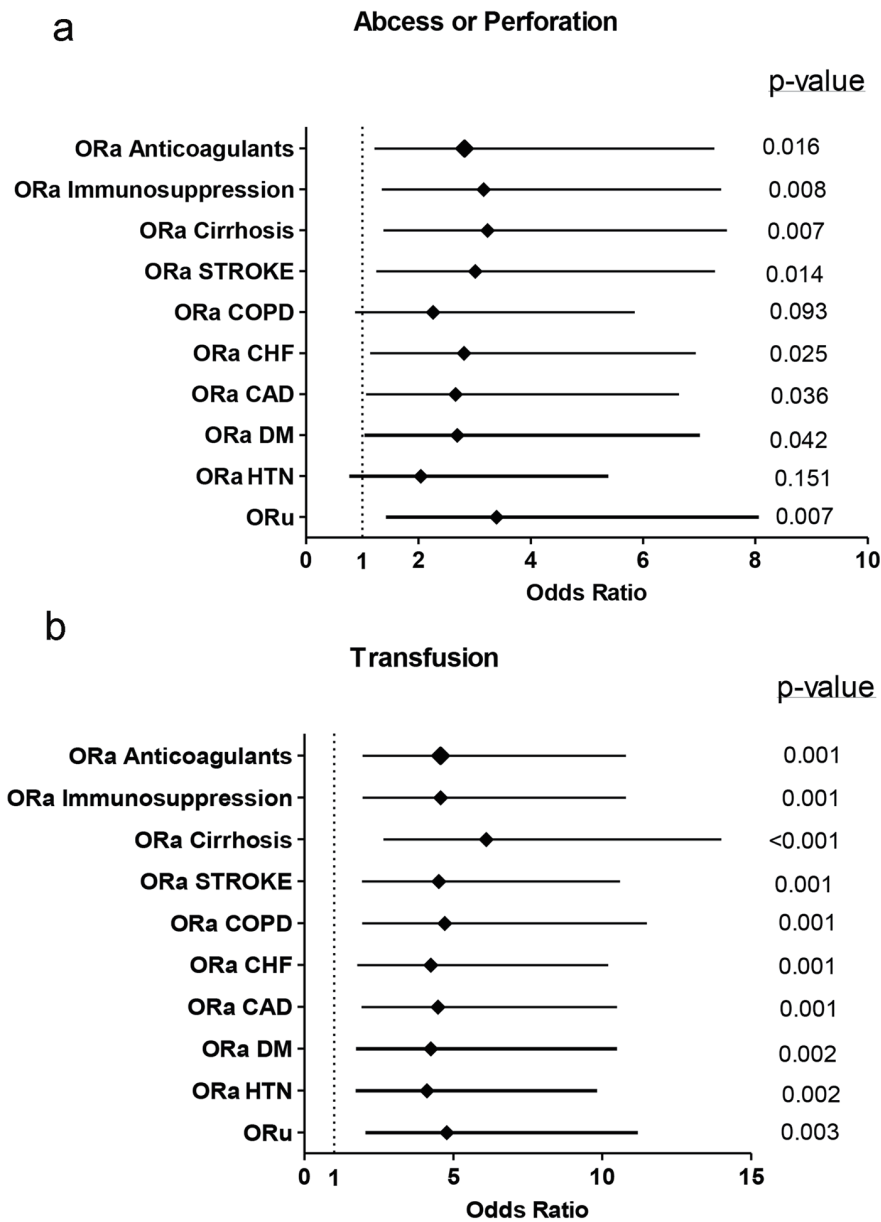 a
Abcess or Perforation
p-value
ORa Anticoagulants 0.016
ORa Immunosuppression 0.008
ORa Cirrhosis 0.007
ORa STROKE 0.014
ORa COPD 0.093
ORa CHF 0.025
ORa CAD 0.036
ORa DM 0.042
ORa HTN 0.151
ORu 0.007
0 1 2 4 6 8 10
Odds Ratio
b
Transfusion
p-value
ORa Anticoagulants 0.001
ORa Immunosuppression 0.001
ORa Cirrhosis <0.001
ORa STROKE 0.001
ORa COPD 0.001
ORa CHF 0.001
ORa CAD 0.001
ORa DM 0.002
ORa HTN 0.002
ORu 0.003
0 1 5 10 15
Odds Ratio